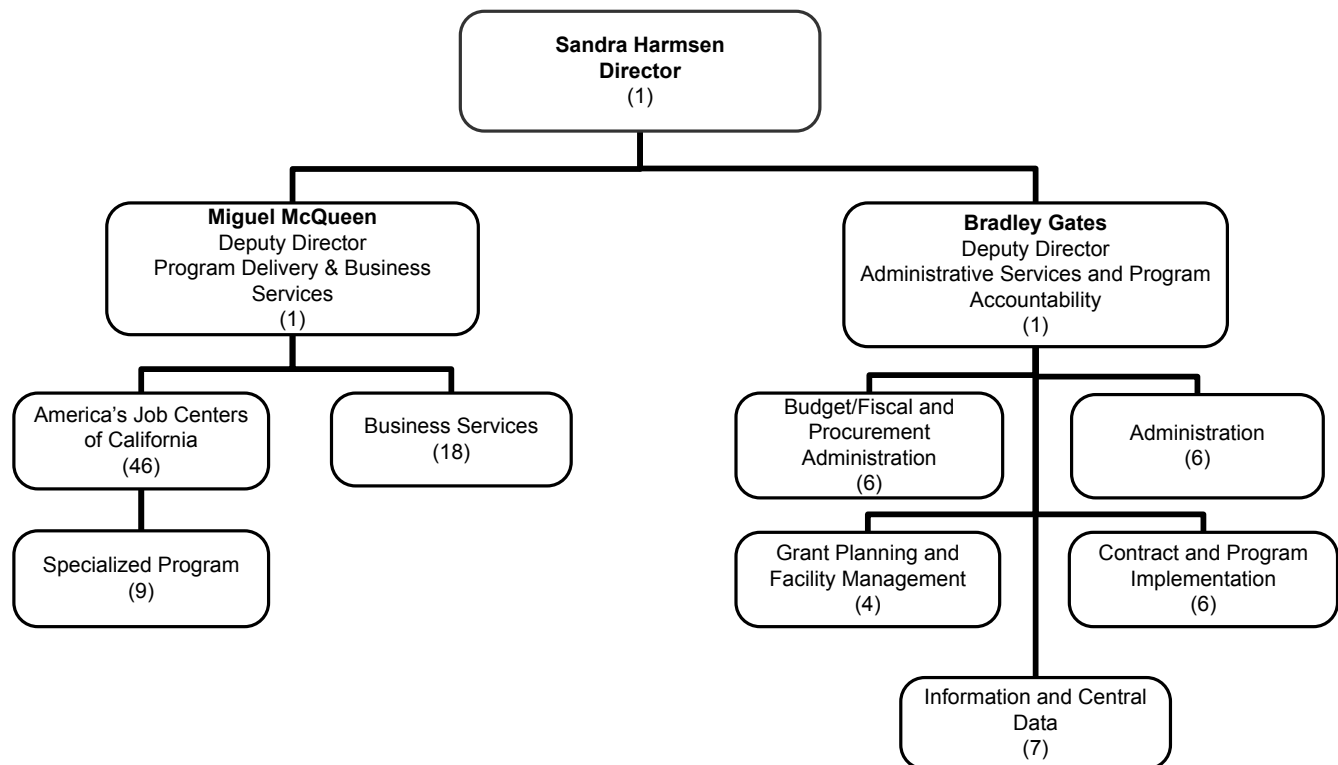 Sandra Harmsen
Director
(1)
Miguel McQueen
Deputy Director
Program Delivery & Business
Services
(1)
Bradley Gates
Deputy Director
Administrative Services and Program
Accountability
(1)
America’s Job Centers
of California
(46)
Business Services
(18)
Budget/Fiscal and
Procurement
Administration
(6)
Administration
(6)
Specialized Program
(9)
Grant Planning and
Facility Management
(4)
Contract and Program
Implementation
(6)
Information and Central
Data
(7)